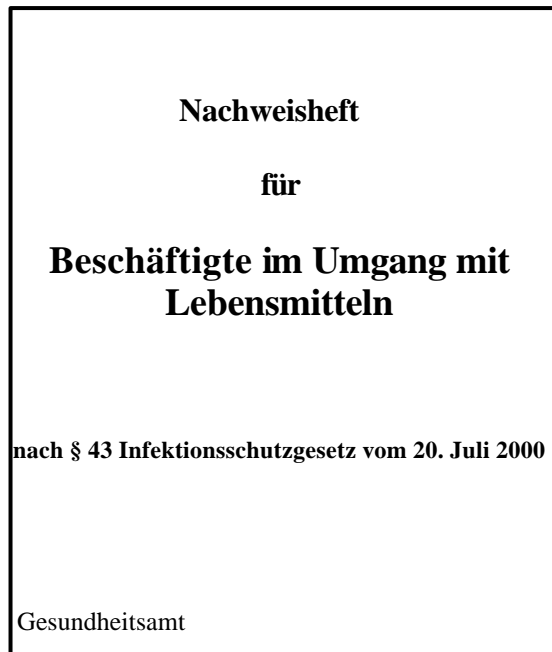 Nachweisheft
für
Beschäftigte im Umgang mit
Lebensmitteln
nach § 43 Infektionsschutzgesetz vom 20. Juli 2000
Gesundheitsamt